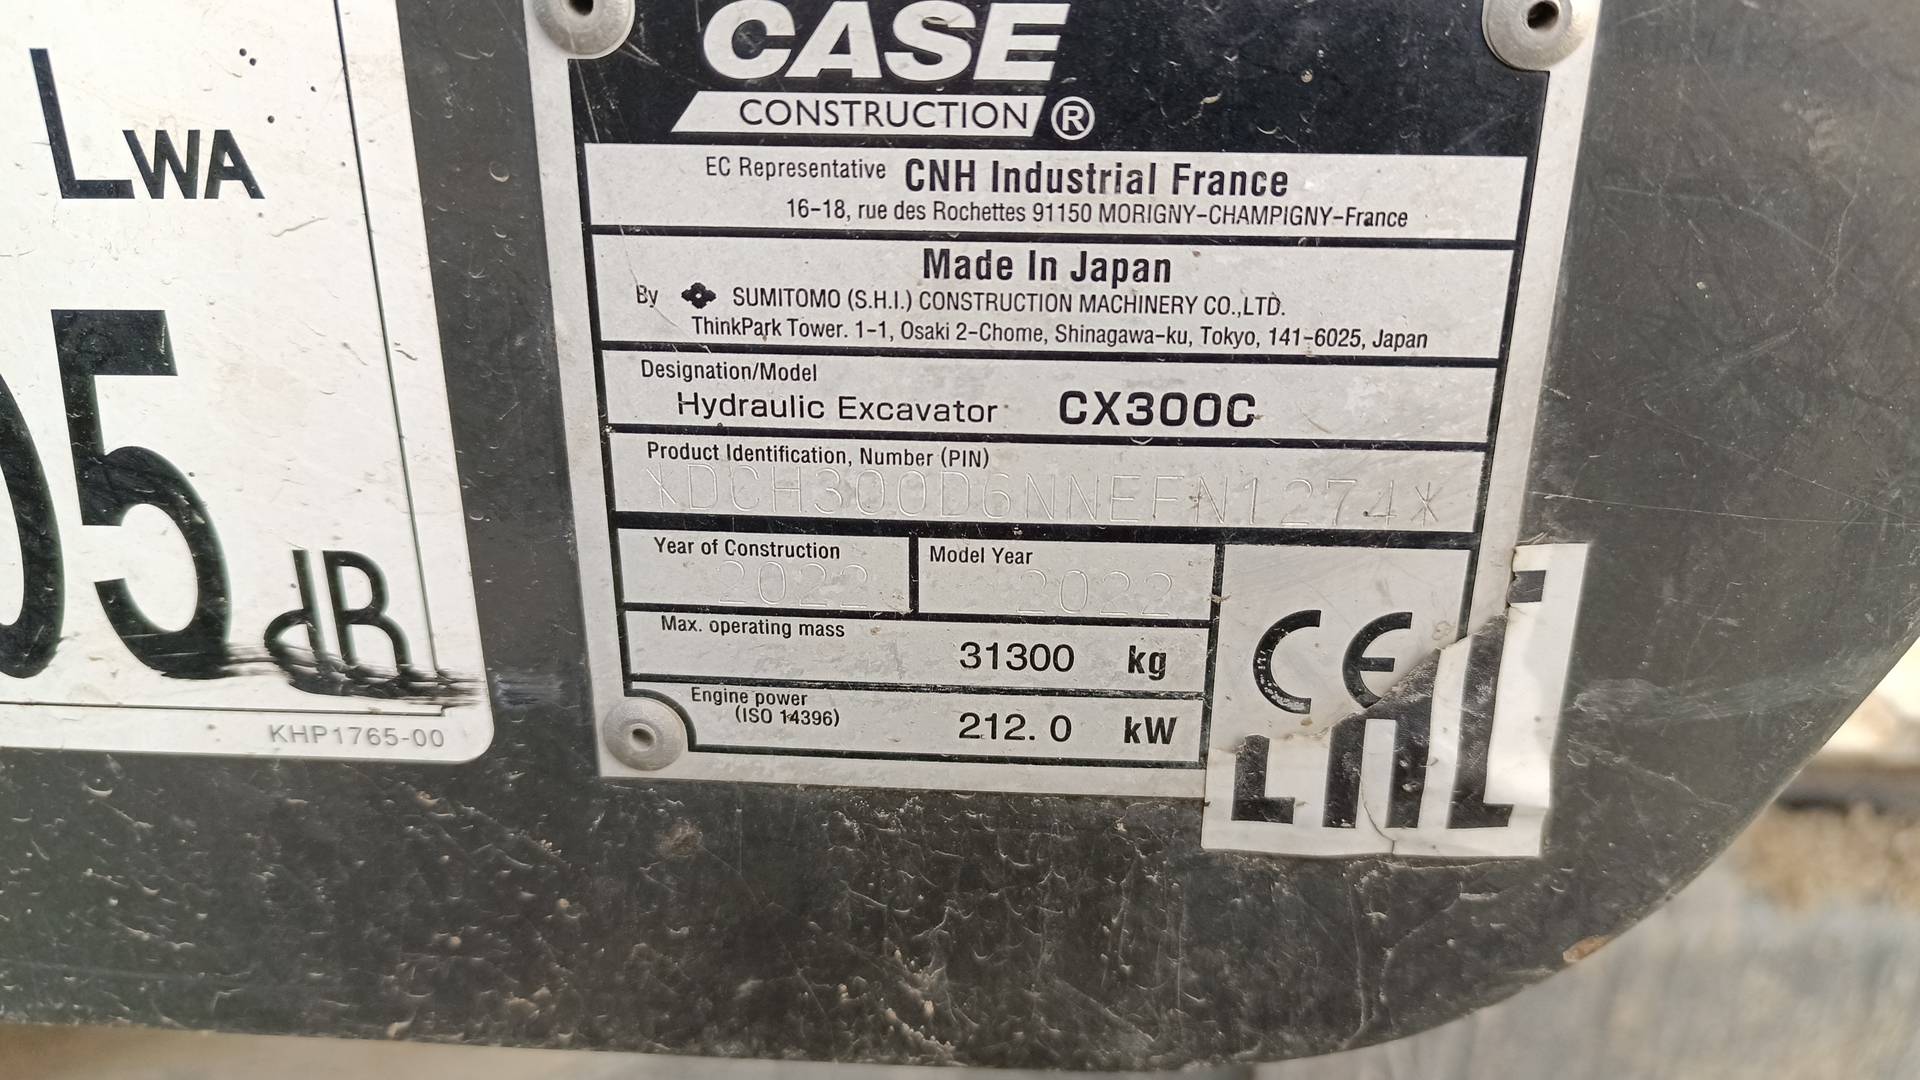 LWA
05
dB
KHP1765-00
CASE
CONSTRUCTION ®
EC Representative CNH Industrial France
16-18, rue des Rochettes 91150 MORIGNY-CHAMPIGNY-France
Made In Japan
By SUMITOMO (S.H.I.) CONSTRUCTION MACHINERY CO.,LTD.
ThinkPark Tower. 1-1, Osaki 2-Chome, Shinagawa-ku, Tokyo, 141-6025, Japan
Designation/Model
Hydraulic Excavator CX300C
Product Identification, Number (PIN)
*DCH300D6NNEFN1274*
Year of Construction Model Year
2022 2022
Max. operating mass
31300 kg
Engine power
(ISO 14396)
212.0 kW
CE